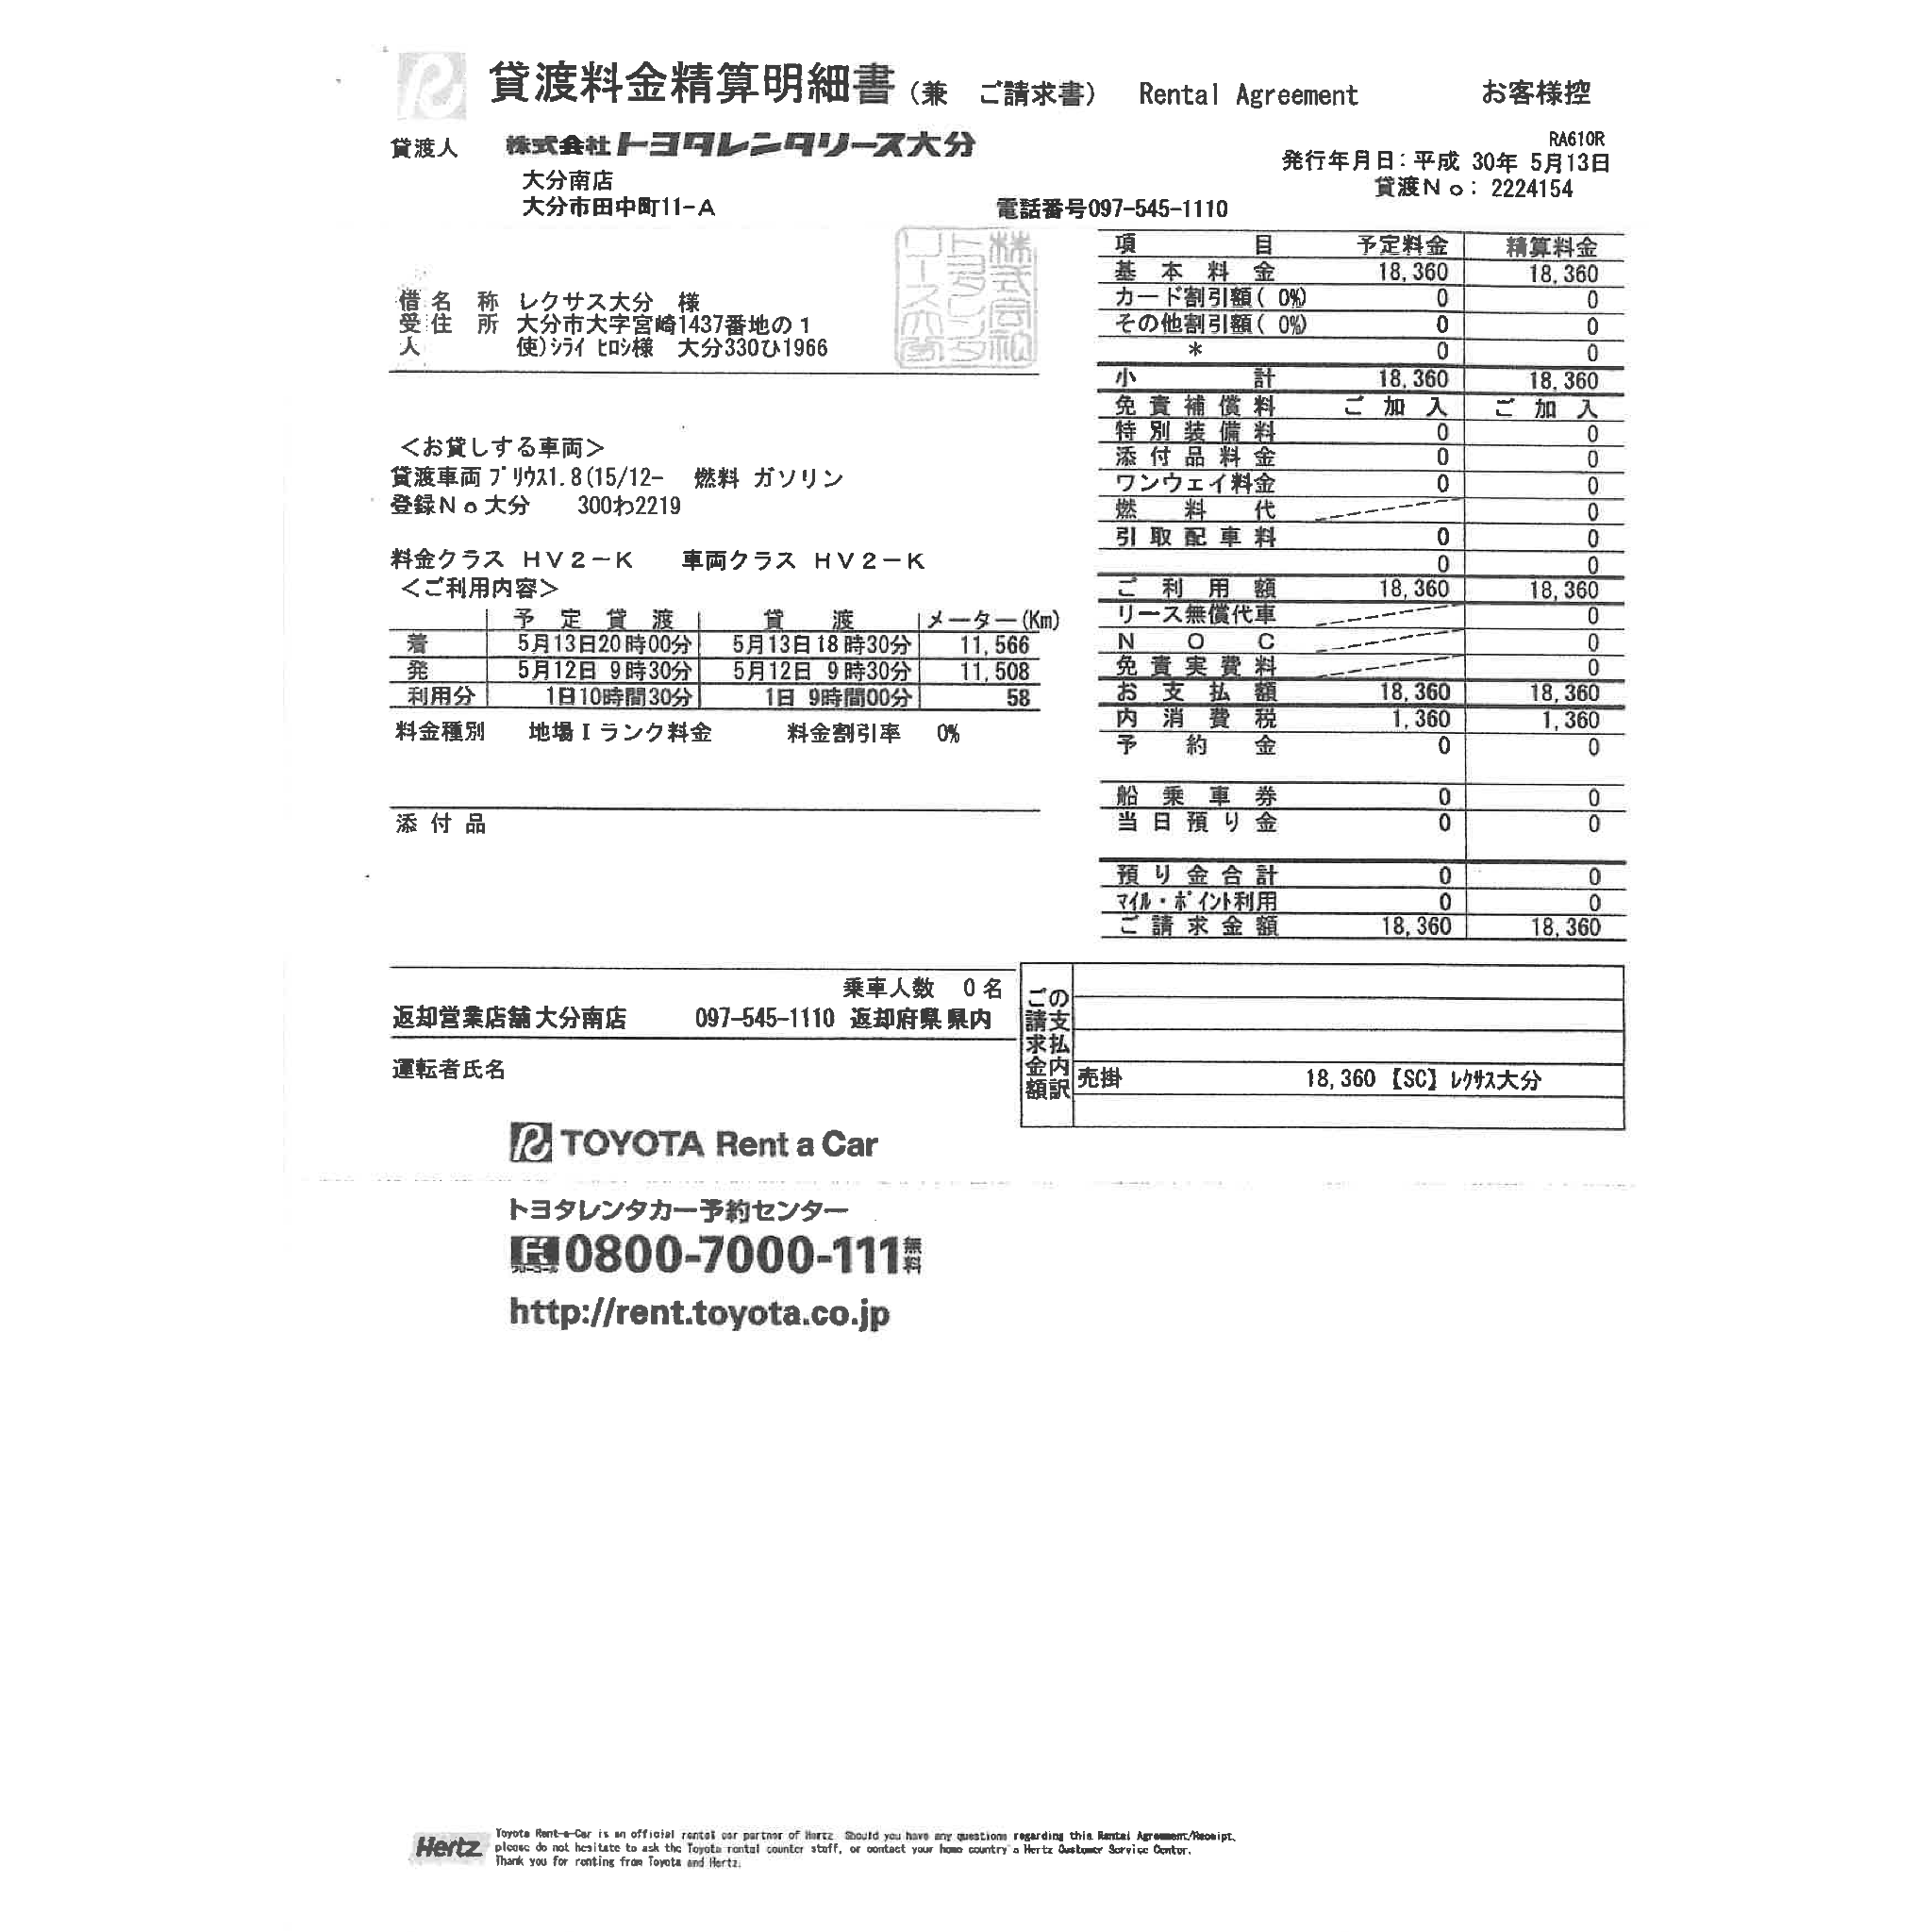 貸渡料金精算明細書（兼　ご請求書）　Rental Agreement　お客様控
RA610R
貸渡人　株式会社トヨタレンタリース大分
発行年月日：平成 30年 5月13日
大分南店
貸渡Ｎｏ： 2224154
大分市田中町11-A　電話番号097-545-1110
借受人
名　称　レクサス大分　様
住　所　大分市大字宮崎1437番地の１
使)ｼﾗｲ ﾋﾛｼ様　大分330ひ1966
＜お貸しする車両＞
貸渡車両 ﾌﾟﾘｳｽ1.8(15/12-　燃料 ガソリン
登録Ｎｏ大分　300わ2219
料金クラス ＨＶ２－Ｋ　車両クラス ＨＶ２－Ｋ
＜ご利用内容＞
予　定　貸　渡　貸　渡　メーター(Km)
着　5月13日20時00分　5月13日18時30分　11,566
発　5月12日 9時30分　5月12日 9時30分　11,508
利用分　1日10時間30分　1日 9時間00分　58
料金種別　地場Ｉランク料金　料金割引率　0%
添 付 品
項　目　予定料金　精算料金
基 本 料 金　18,360　18,360
カード割引額( 0%)　0　0
その他割引額( 0%)　0　0
＊　0　0
小　計　18,360　18,360
免 責 補 償 料　ご 加 入　ご 加 入
特 別 装 備 料　0　0
添 付 品 料 金　0　0
ワンウェイ料金　0　0
燃 料 代　0
引 取 配 車 料　0　0
0　0
ご 利 用 額　18,360　18,360
リース無償代車　0
Ｎ Ｏ Ｃ　0
免 責 実 費 料　0
お 支 払 額　18,360　18,360
内 消 費 税　1,360　1,360
予 約 金　0　0
船 乗 車 券　0　0
当 日 預 り 金　0　0
預 り 金 合 計　0　0
ﾏｲﾙ・ﾎﾟｲﾝﾄ利用　0　0
ご 請 求 金 額　18,360　18,360
乗車人数　0 名
返却営業店舗 大分南店　097-545-1110　返却府県 県内
運転者氏名
ご請求金額
の支払内訳
売掛　18,360【SC】ﾚｸｻｽ大分
TOYOTA Rent a Car
トヨタレンタカー予約センター
0800-7000-111 無料
http://rent.toyota.co.jp
Hertz
Toyota Rent-a-Car is an official rental car partner of Hertz. Should you have any questions regarding this Rental Agreement/Receipt,
please do not hesitate to ask the Toyota rental counter staff, or contact your home country's Hertz Customer Service Center.
Thank you for renting from Toyota and Hertz.